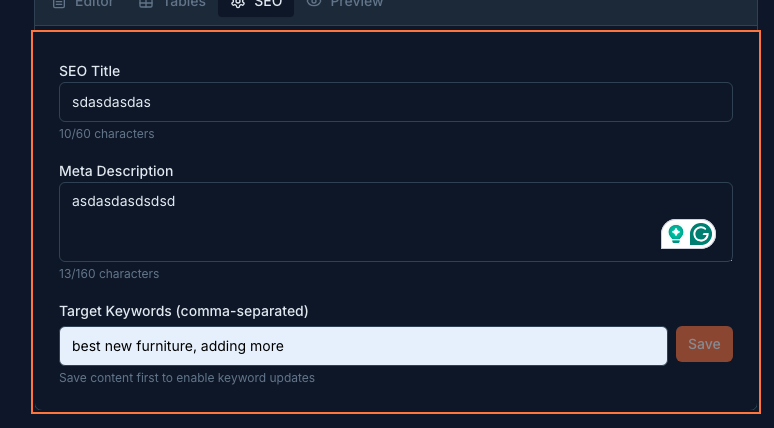 Editor Tables SEO Preview
SEO Title
sdasdasdas
10/60 characters
Meta Description
asdasdasdsdsd
13/160 characters
Target Keywords (comma-separated)
best new furniture, adding more
Save
Save content first to enable keyword updates